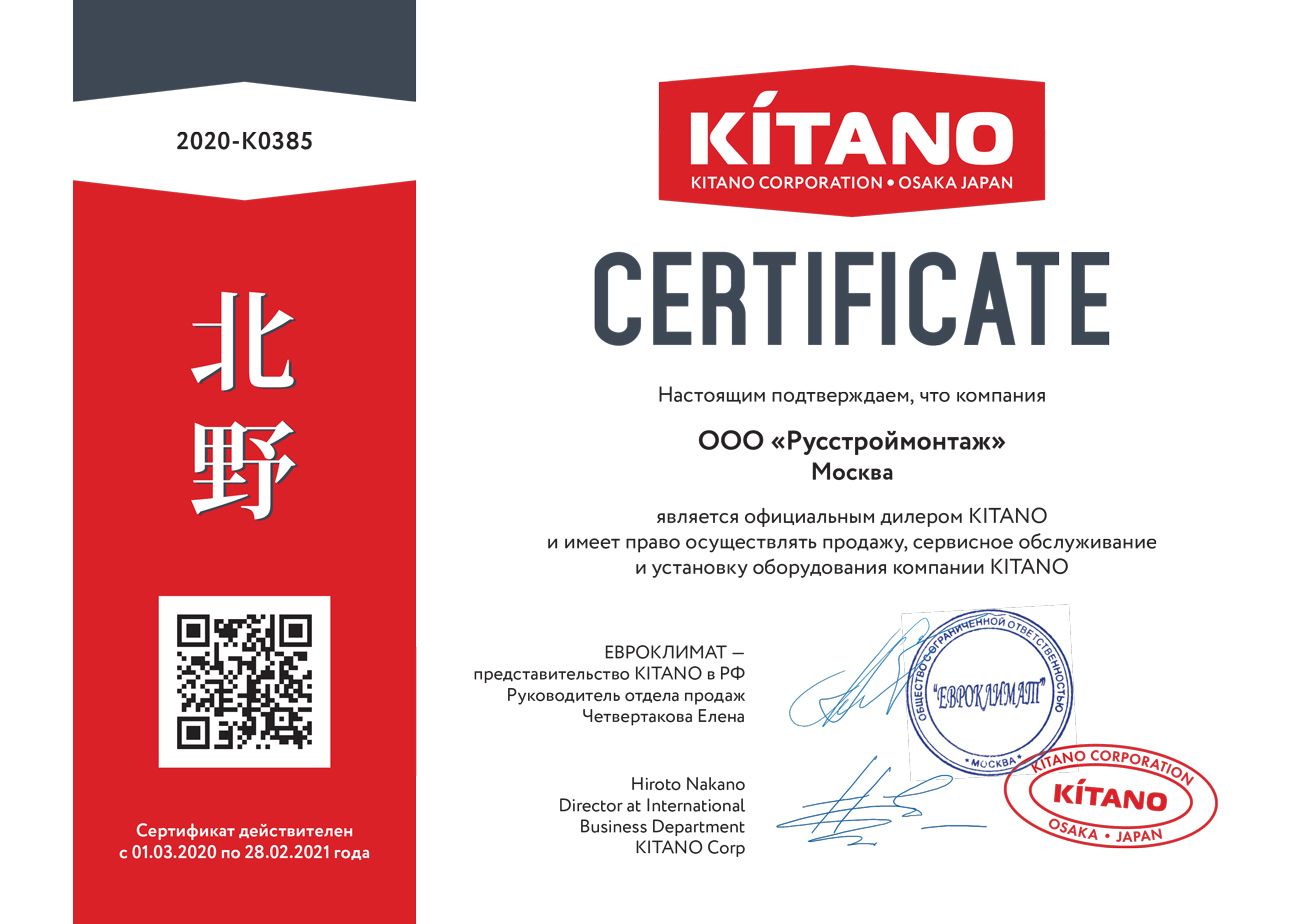 2020-K0385
北
野
Сертификат действителен
с 01.03.2020 по 28.02.2021 года
KÍTANO
KITANO CORPORATION • OSAKA JAPAN
CERTIFICATE
Настоящим подтверждаем, что компания
ООО «Русстроймонтаж»
Москва
является официальным дилером KITANO
и имеет право осуществлять продажу, сервисное обслуживание
и установку оборудования компании KITANO
ЕВРОКЛИМАТ —
представительство KITANO в РФ
Руководитель отдела продаж
Четвертакова Елена
ОБЩЕСТВО С ОГРАНИЧЕННОЙ ОТВЕТСТВЕННОСТЬЮ
"ЕВРОКЛИМАТ"
• МОСКВА •
Hiroto Nakano
Director at International
Business Department
KITANO Corp
KITANO CORPORATION
KÍTANO
OSAKA • JAPAN